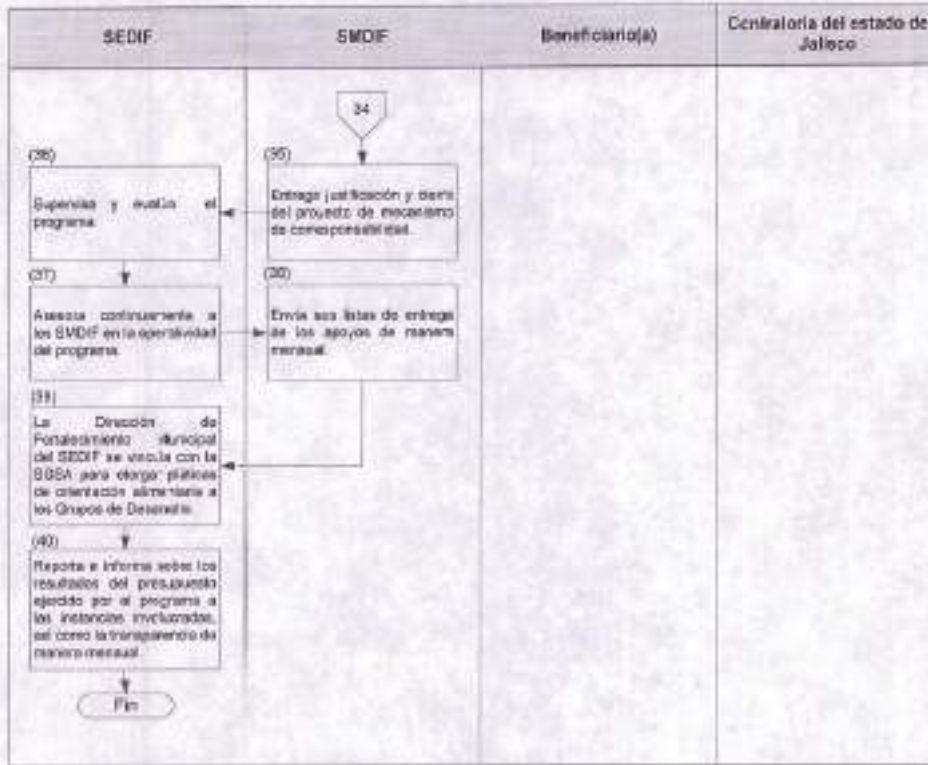 SEDIF
SMDIF
Beneficiario(a)
Contraloria del estado de
Jalisco
34
(35)
Entrega justificación y cierre
del proyecto de mecanismo
de corresponsabilidad.
(36)
Supervisa y evalúa el
programa.
(37)
Asesora continuamente a
los SMDIF en la operatividad
del programa.
(38)
Envía sus listas de entrega
de los apoyos de manera
mensual.
(39)
La Dirección de
Fortalecimiento Municipal
del SEDIF se vincula con la
para otorgar pláticas
de orientación alimentaria a
los Grupos de Desarrollo.
(40)
Reporta e informa sobre los
resultados del presupuesto
ejercido por el programa a
las instancias involucradas,
así como la transparencia de
manera mensual.
Fin